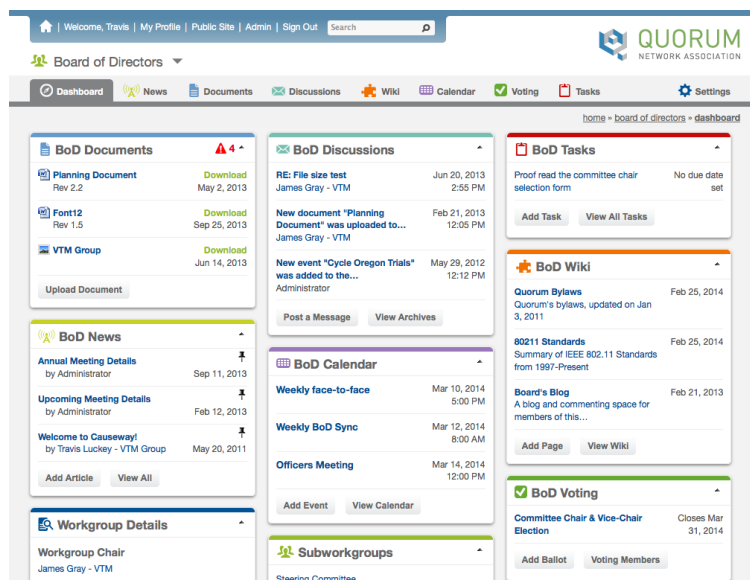 | Welcome, Travis | My Profile | Public Site | Admin | Sign Out Search
QUORUM
NETWORK ASSOCIATION
Board of Directors
Dashboard News Documents Discussions Wiki Calendar Voting Tasks Settings
home » board of directors » dashboard
BoD Documents 4
Planning Document Download
Rev 2.2 May 2, 2013
Font12 Download
Rev 1.5 Sep 25, 2013
VTM Group Download
Jun 14, 2013
Upload Document
BoD News
Annual Meeting Details
by Administrator Sep 11, 2013
Upcoming Meeting Details
by Administrator Feb 12, 2013
Welcome to Causeway!
by Travis Luckey - VTM Group May 20, 2011
Add Article View All
Workgroup Details
Workgroup Chair
James Gray - VTM
BoD Discussions
RE: File size test Jun 20, 2013
James Gray - VTM 2:55 PM
New document "Planning Feb 21, 2013
Document" was uploaded to... 12:05 PM
James Gray - VTM
New event "Cycle Oregon Trials" May 29, 2012
was added to the... 12:12 PM
Administrator
Post a Message View Archives
BoD Calendar
Weekly face-to-face Mar 10, 2014
5:00 PM
Weekly BoD Sync Mar 12, 2014
8:00 AM
Officers Meeting Mar 14, 2014
12:00 PM
Add Event View Calendar
Subworkgroups
Steering Committee
BoD Tasks
Proof read the committee chair No due date
selection form set
Add Task View All Tasks
BoD Wiki
Quorum Bylaws Feb 25, 2014
Quorum's bylaws, updated on Jan
3, 2011
80211 Standards Feb 25, 2014
Summary of IEEE 802.11 Standards
from 1997-Present
Board's Blog Feb 21, 2013
A blog and commenting space for
members of this...
Add Page View Wiki
BoD Voting
Committee Chair & Vice-Chair Closes Mar
Election 31, 2014
Add Ballot Voting Members